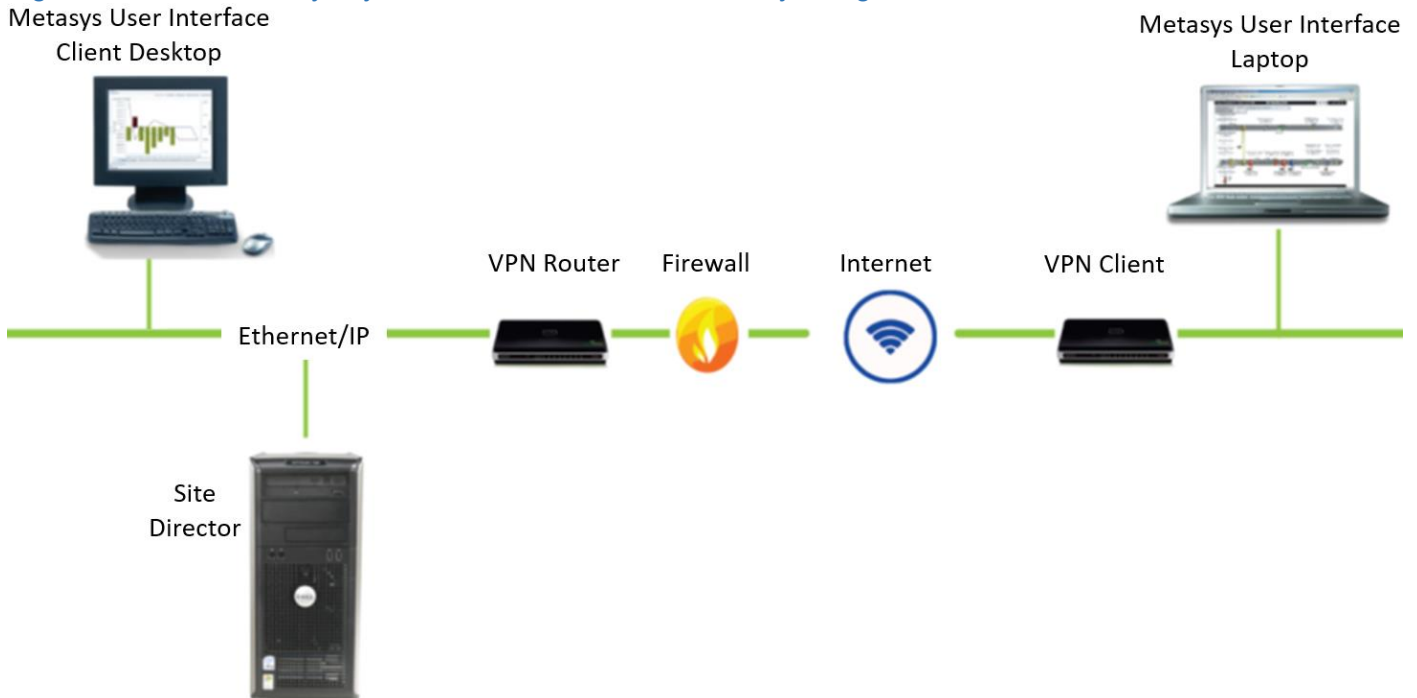 Metasys User Interface
Client Desktop
Metasys User Interface
Laptop
VPN Router
Firewall
Internet
VPN Client
Ethernet/IP
Site
Director